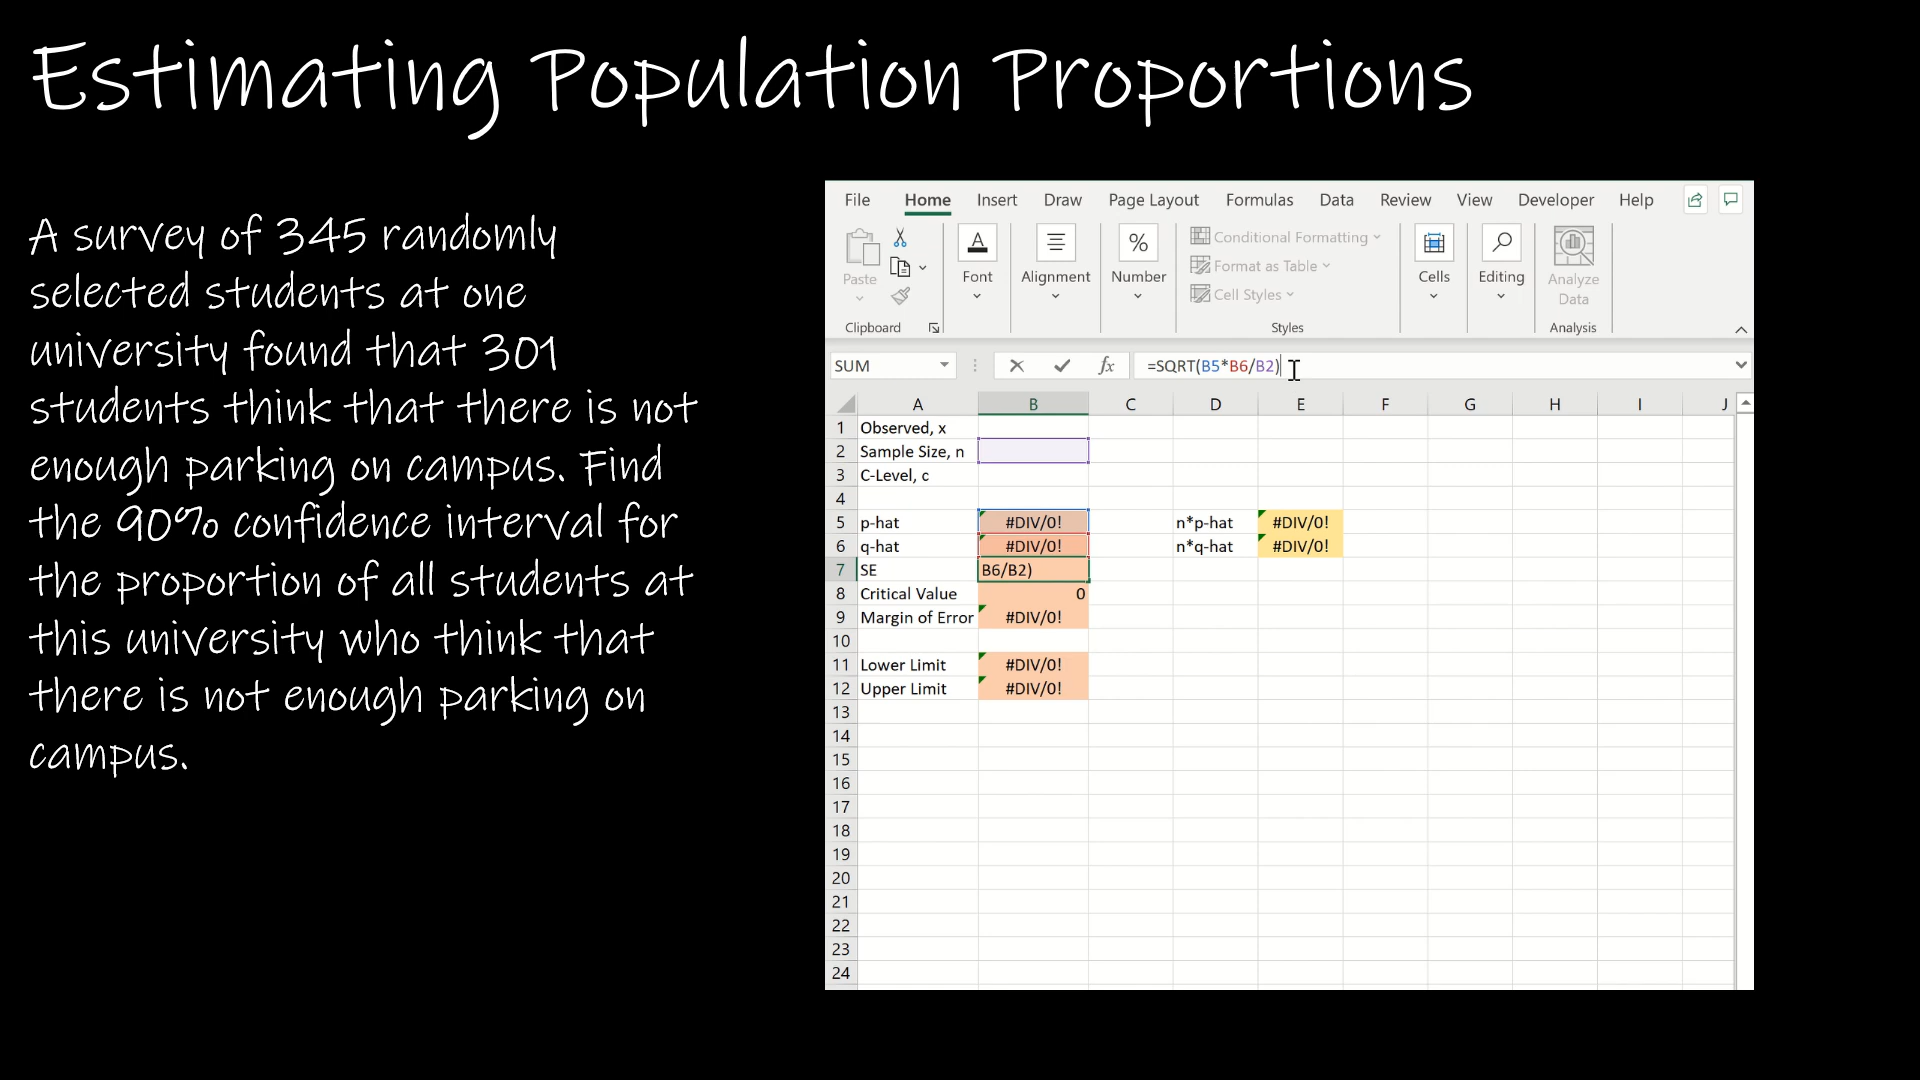 Estimating Population Proportions
A survey of 345 randomly
selected students at one
university found that 301
students think that there is not
enough parking on campus. Find
the 90% confidence interval for
the proportion of all students at
this university who think that
there is not enough parking on
campus.
File Home Insert Draw Page Layout Formulas Data Review View Developer Help
Paste
Clipboard
Font
Alignment
%
Number
Conditional Formatting
Format as Table
Cell Styles
Styles
Cells
Editing
Analyze
Data
Analysis
SUM fx =SQRT(B5*B6/B2)
A B C D E F G H I J
1 Observed, x
2 Sample Size, n
3 C-Level, c
4
5 p-hat #DIV/0! n*p-hat #DIV/0!
6 q-hat #DIV/0! n*q-hat #DIV/0!
7 SE B6/B2)
8 Critical Value 0
9 Margin of Error #DIV/0!
10
11 Lower Limit #DIV/0!
12 Upper Limit #DIV/0!
13
14
15
16
17
18
19
20
21
22
23
24